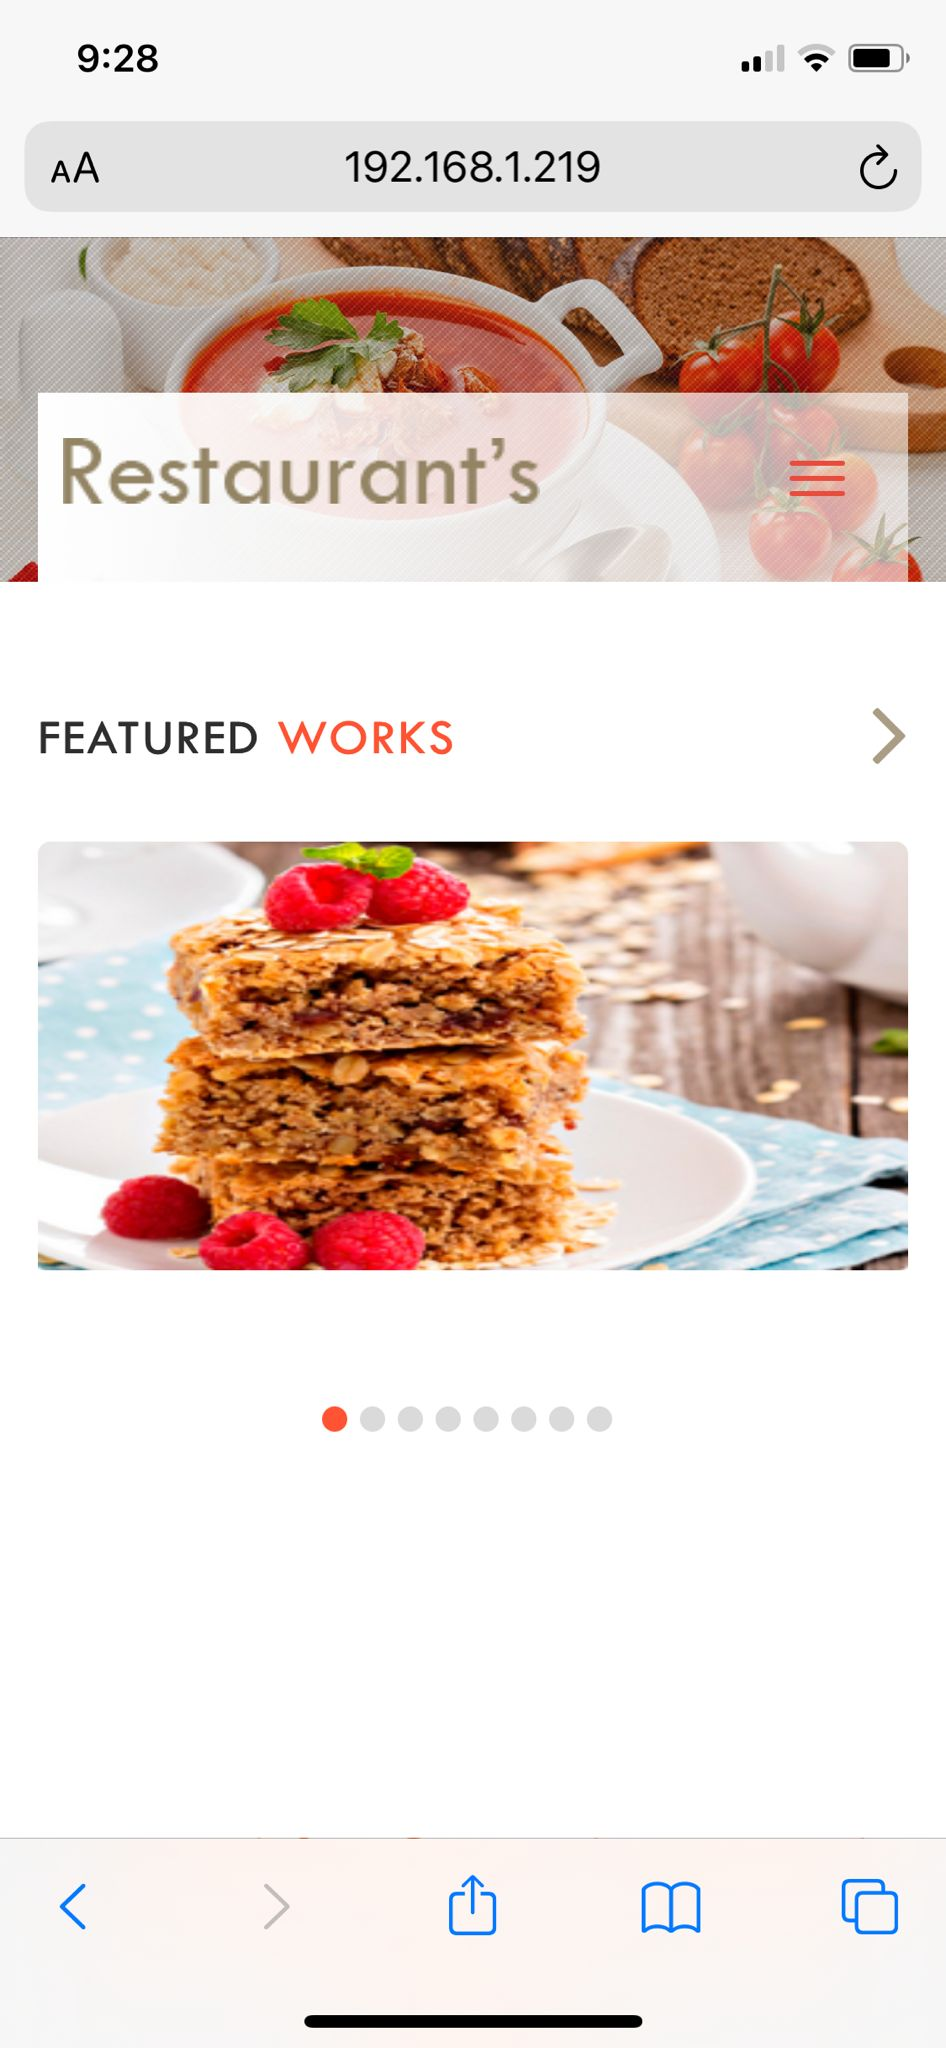 9:28
AA
192.168.1.219
Restaurant’s
FEATURED WORKS